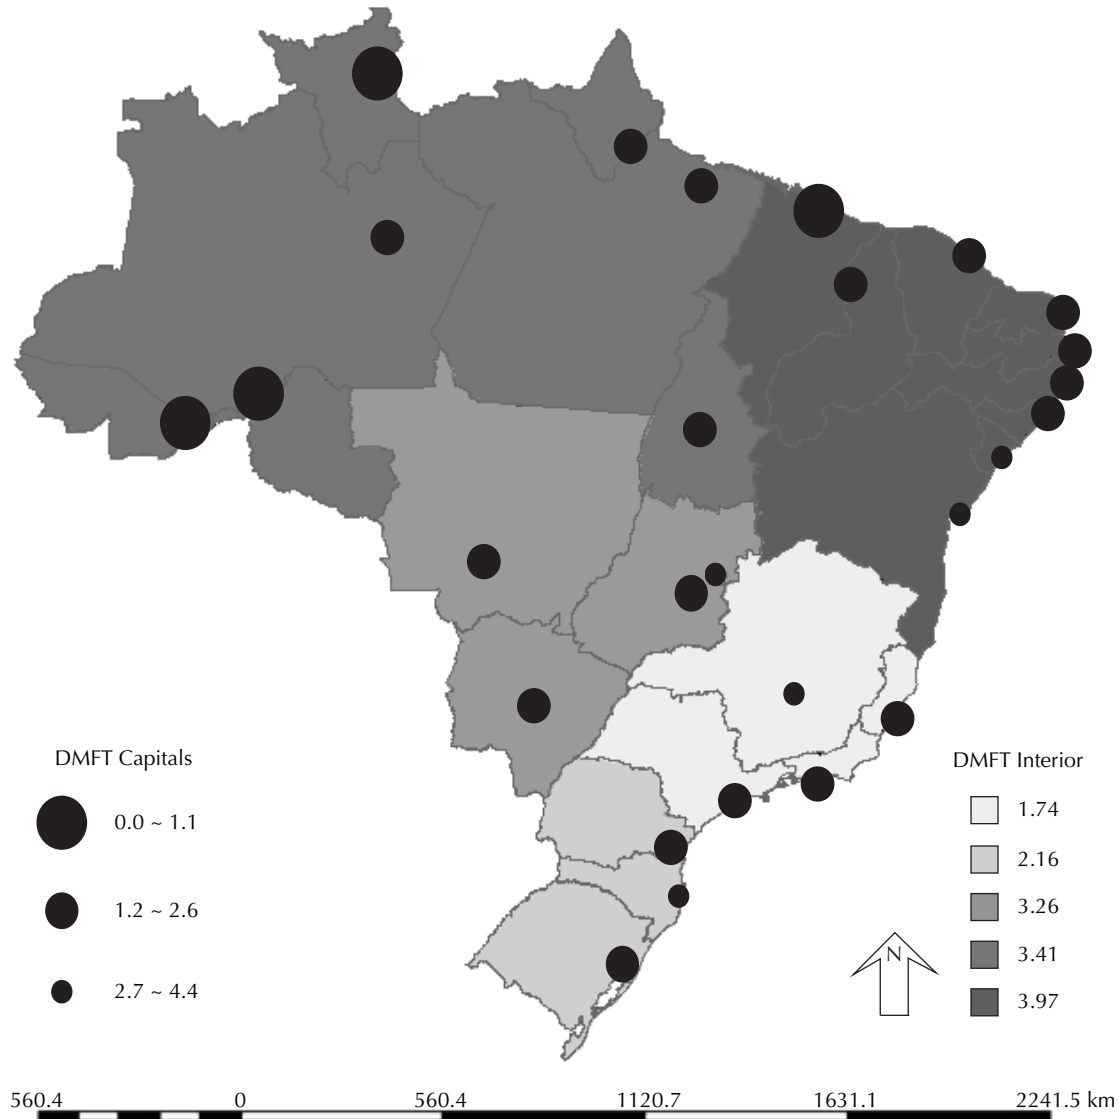 DMFT Capitals
0.0 ~ 1.1
1.2 ~ 2.6
2.7 ~ 4.4
DMFT Interior
1.74
2.16
3.26
3.41
3.97
N
560.4 0 560.4 1120.7 1631.1 2241.5 km